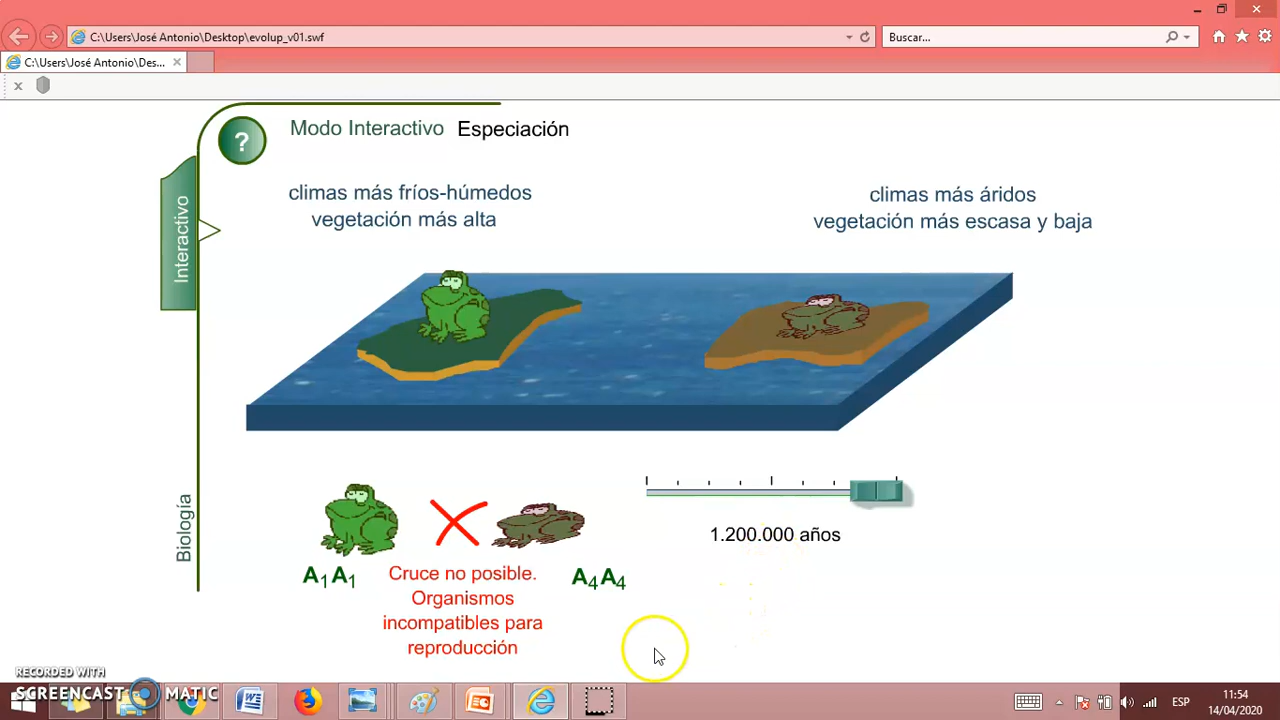 C:\Users\José Antonio\Desktop\evolup_v01.swf
Buscar...
C:\Users\José Antonio\Des...
?
Modo Interactivo Especiación
climas más fríos-húmedos
vegetación más alta
climas más áridos
vegetación más escasa y baja
Interactivo
Biología
1.200.000 años
A1A1
Cruce no posible.
Organismos
incompatibles para
reproducción
A4A4
RECORDED WITH
SCREENCAST MATIC
ESP
11:54
14/04/2020